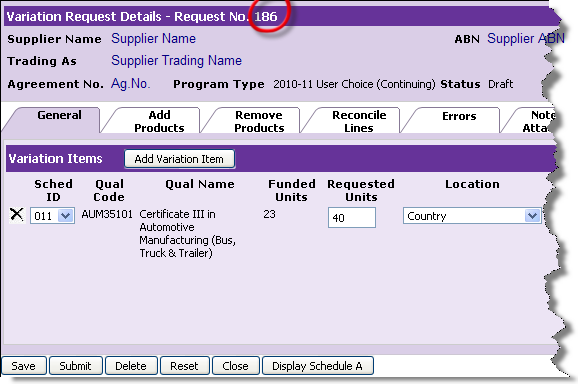 Variation Request Details - Request No. 186
Supplier Name Supplier Name ABN Supplier ABN
Trading As Supplier Trading Name
Agreement No. Ag.No. Program Type 2010-11 User Choice (Continuing) Status Draft
General Add Products Remove Products Reconcile Lines Errors Note Atta
Variation Items Add Variation Item
Sched ID Qual Code Qual Name Funded Units Requested Units Location
011 AUM35101 Certificate III in 23 40 Country
Automotive
Manufacturing (Bus,
Truck & Trailer)
Save Submit Delete Reset Close Display Schedule A